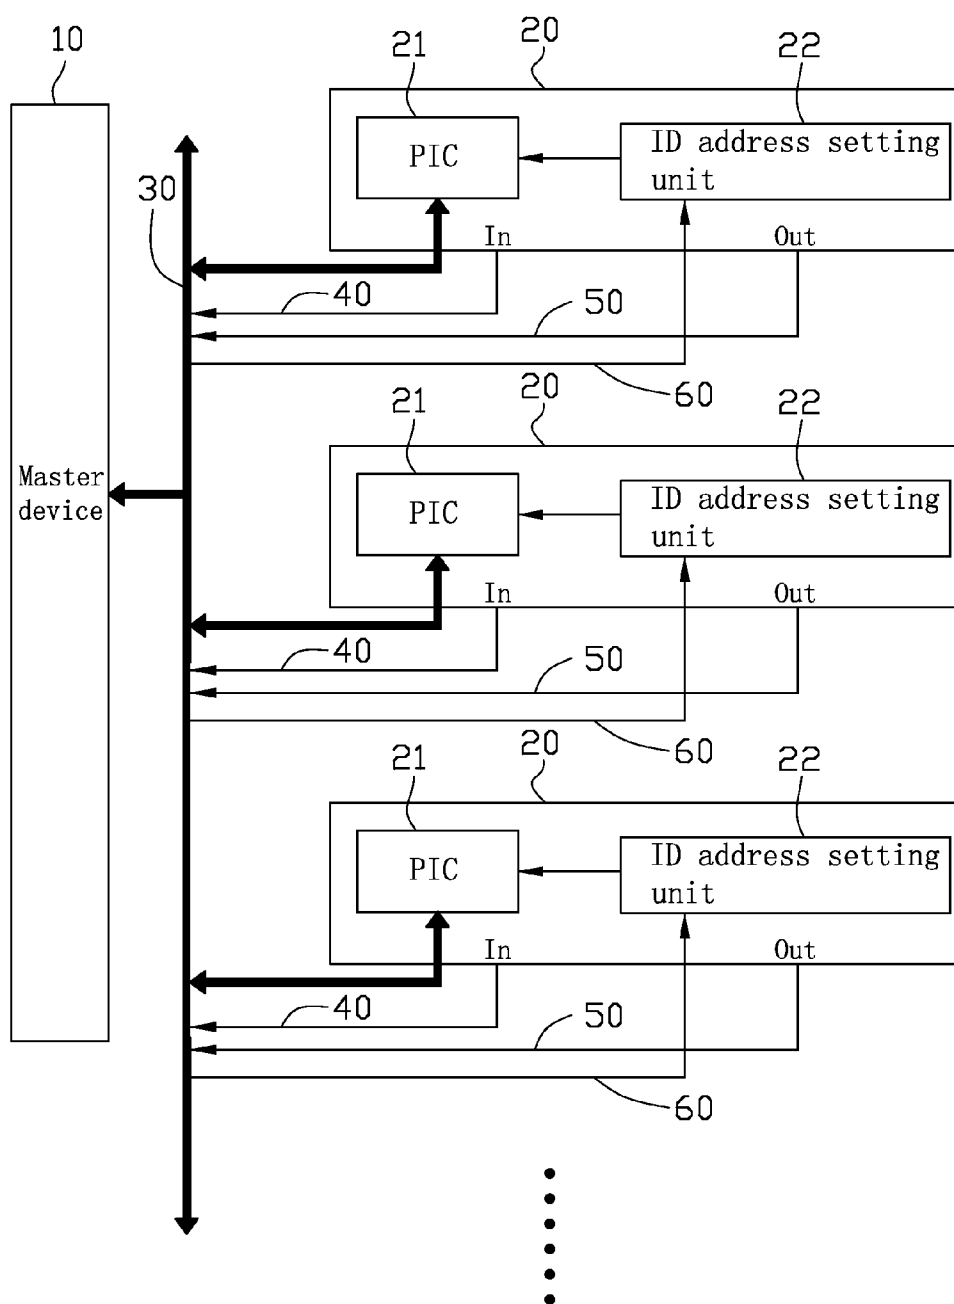 10
20
21
22
PIC
ID address setting
unit
30
In
Out
40
50
60
20
21
22
Master
device
PIC
ID address setting
unit
In
Out
40
50
60
20
21
22
PIC
ID address setting
unit
In
Out
40
50
60